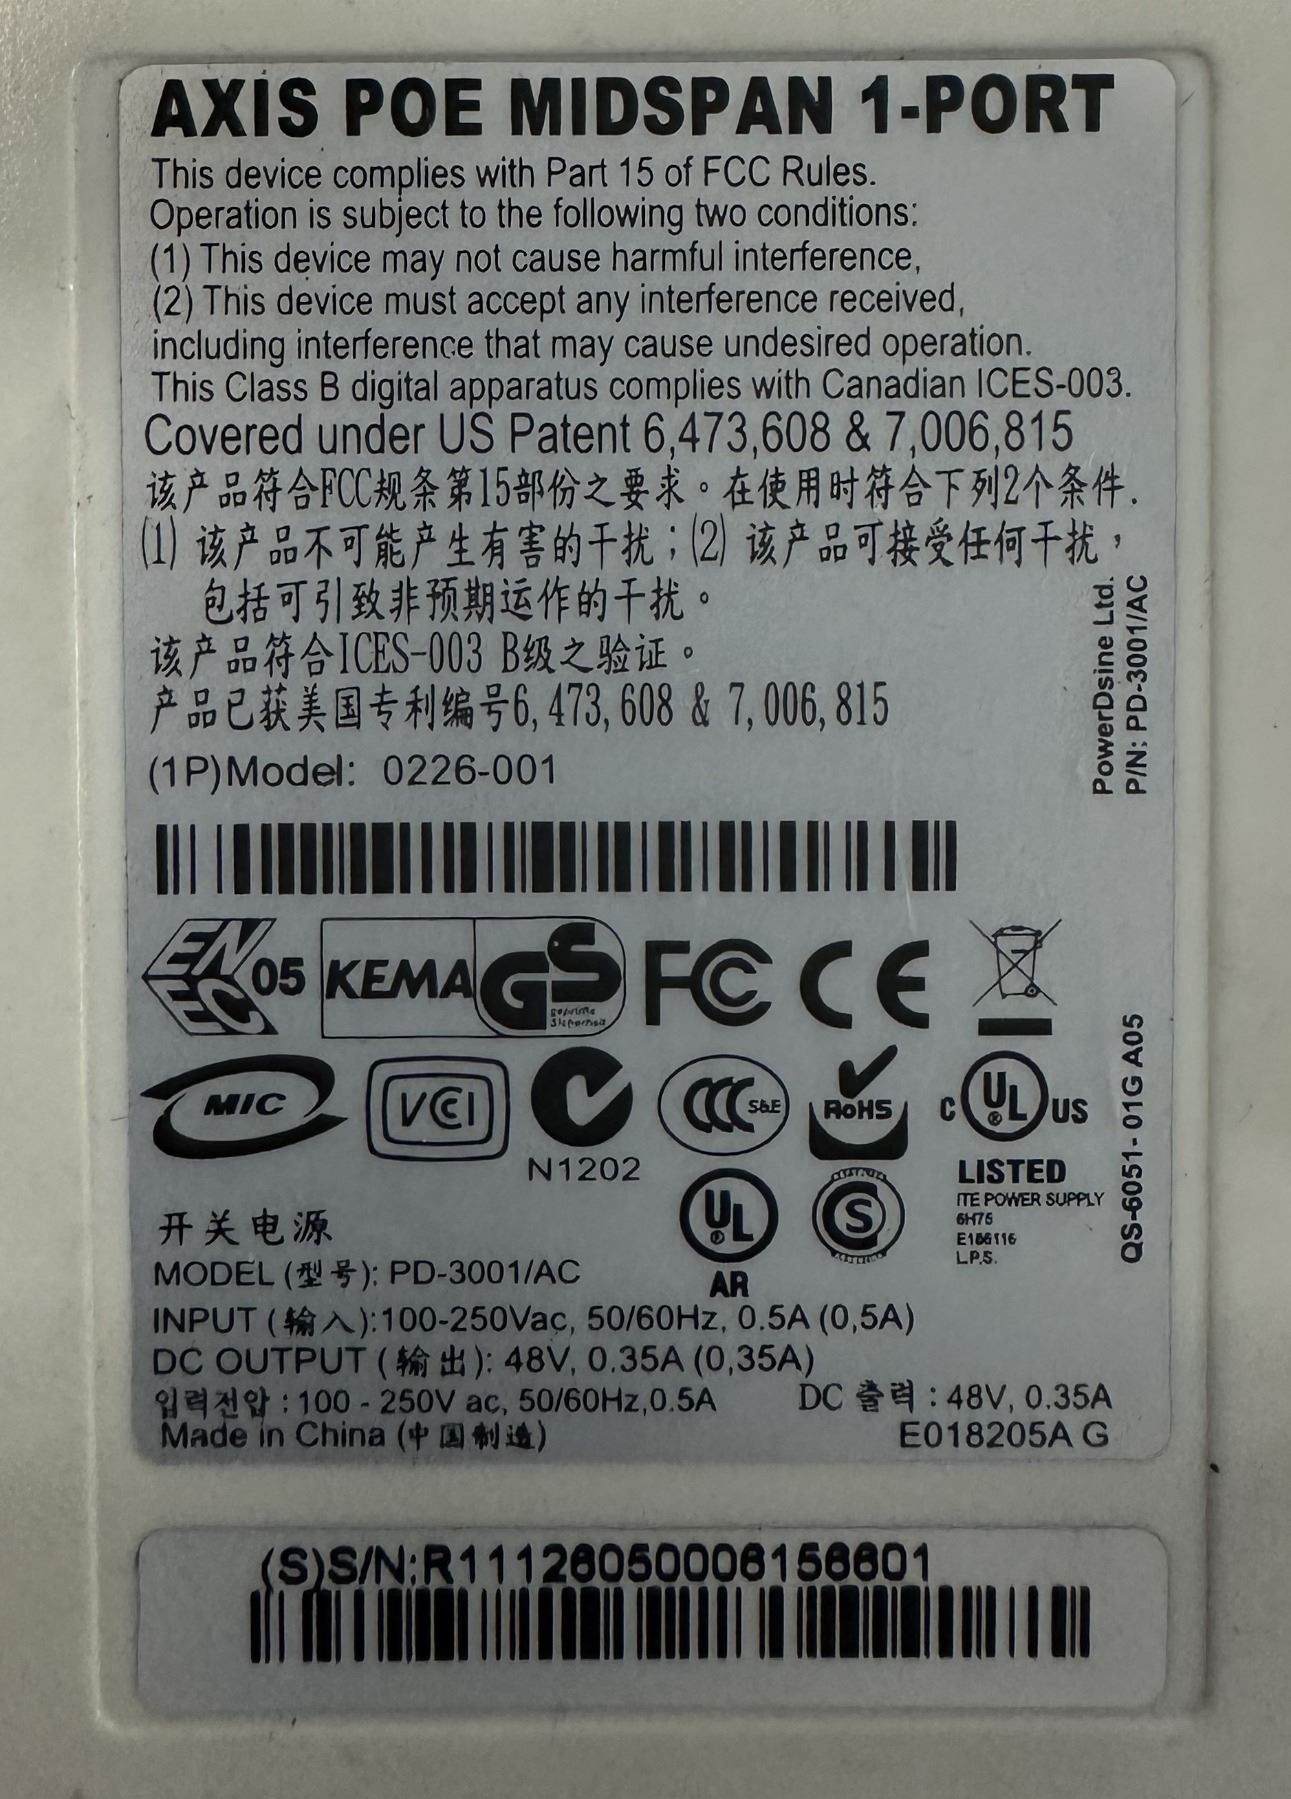 AXIS POE MIDSPAN 1-PORT
This device complies with Part 15 of FCC Rules.
Operation is subject to the following two conditions:
(1) This device may not cause harmful interference,
(2) This device must accept any interference received,
including interference that may cause undesired operation.
This Class B digital apparatus complies with Canadian ICES-003.
Covered under US Patent 6,473,608 & 7,006,815
该产品符合FCC规条第15部份之要求。在使用时符合下列2个条件.
(1) 该产品不可能产生有害的干扰；(2) 该产品可接受任何干扰，
包括可引致非预期运作的干扰。
该产品符合ICES-003 B级之验证。
产品已获美国专利编号6,473,608 & 7,006,815
PowerDsine Ltd.
P/N: PD-3001/AC
(1P)Model: 0226-001
ENEC 05 KEMA GS FC CE
MIC VCI N1202 CCC S&E RoHS C UL US
LISTED
ITE POWER SUPPLY
6H75
L.P.S.
UL AR S
QS-6051-01G A05
开关电源
MODEL (型号): PD-3001/AC
INPUT (输入):100-250Vac, 50/60Hz, 0.5A (0,5A)
DC OUTPUT (输出): 48V, 0.35A (0,35A)
입력전압 : 100 - 250V ac, 50/60Hz,0.5A DC 출력 : 48V, 0.35A
Made in China (中国制造) E018205A G
(S)S/N:R11128050008158801